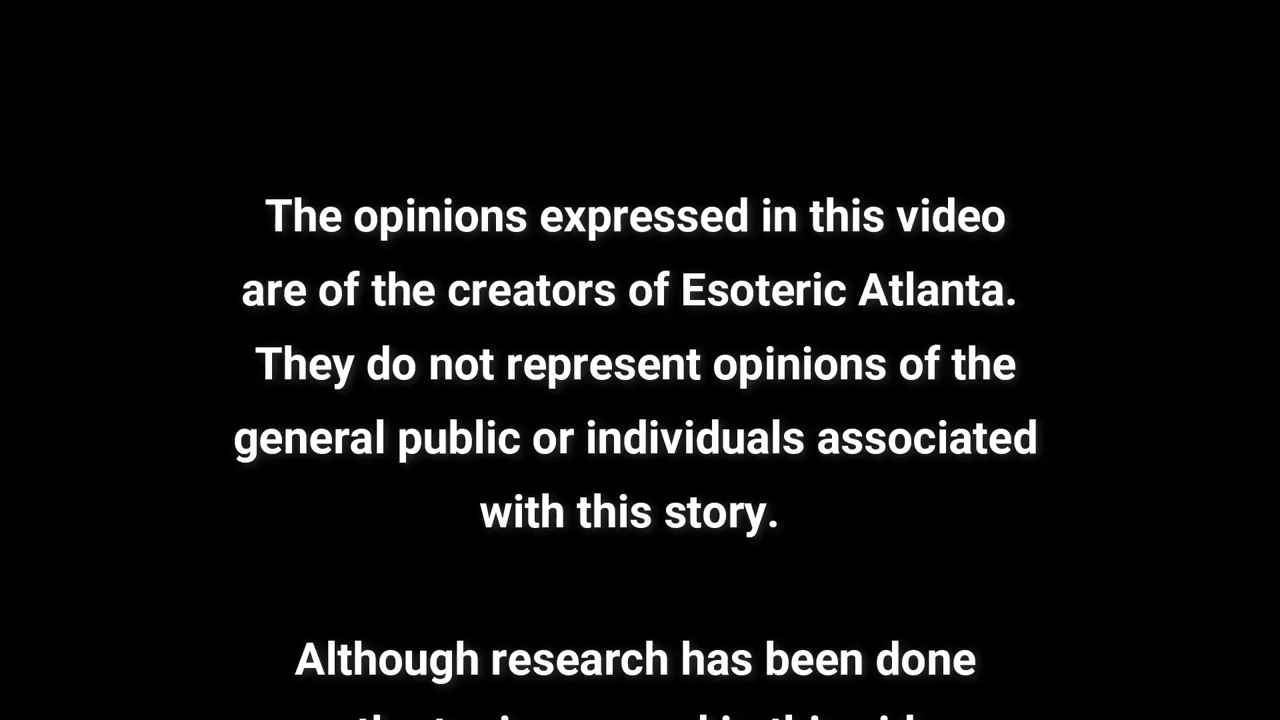 The opinions expressed in this video
are of the creators of Esoteric Atlanta.
They do not represent opinions of the
general public or individuals associated
with this story.
Although research has been done